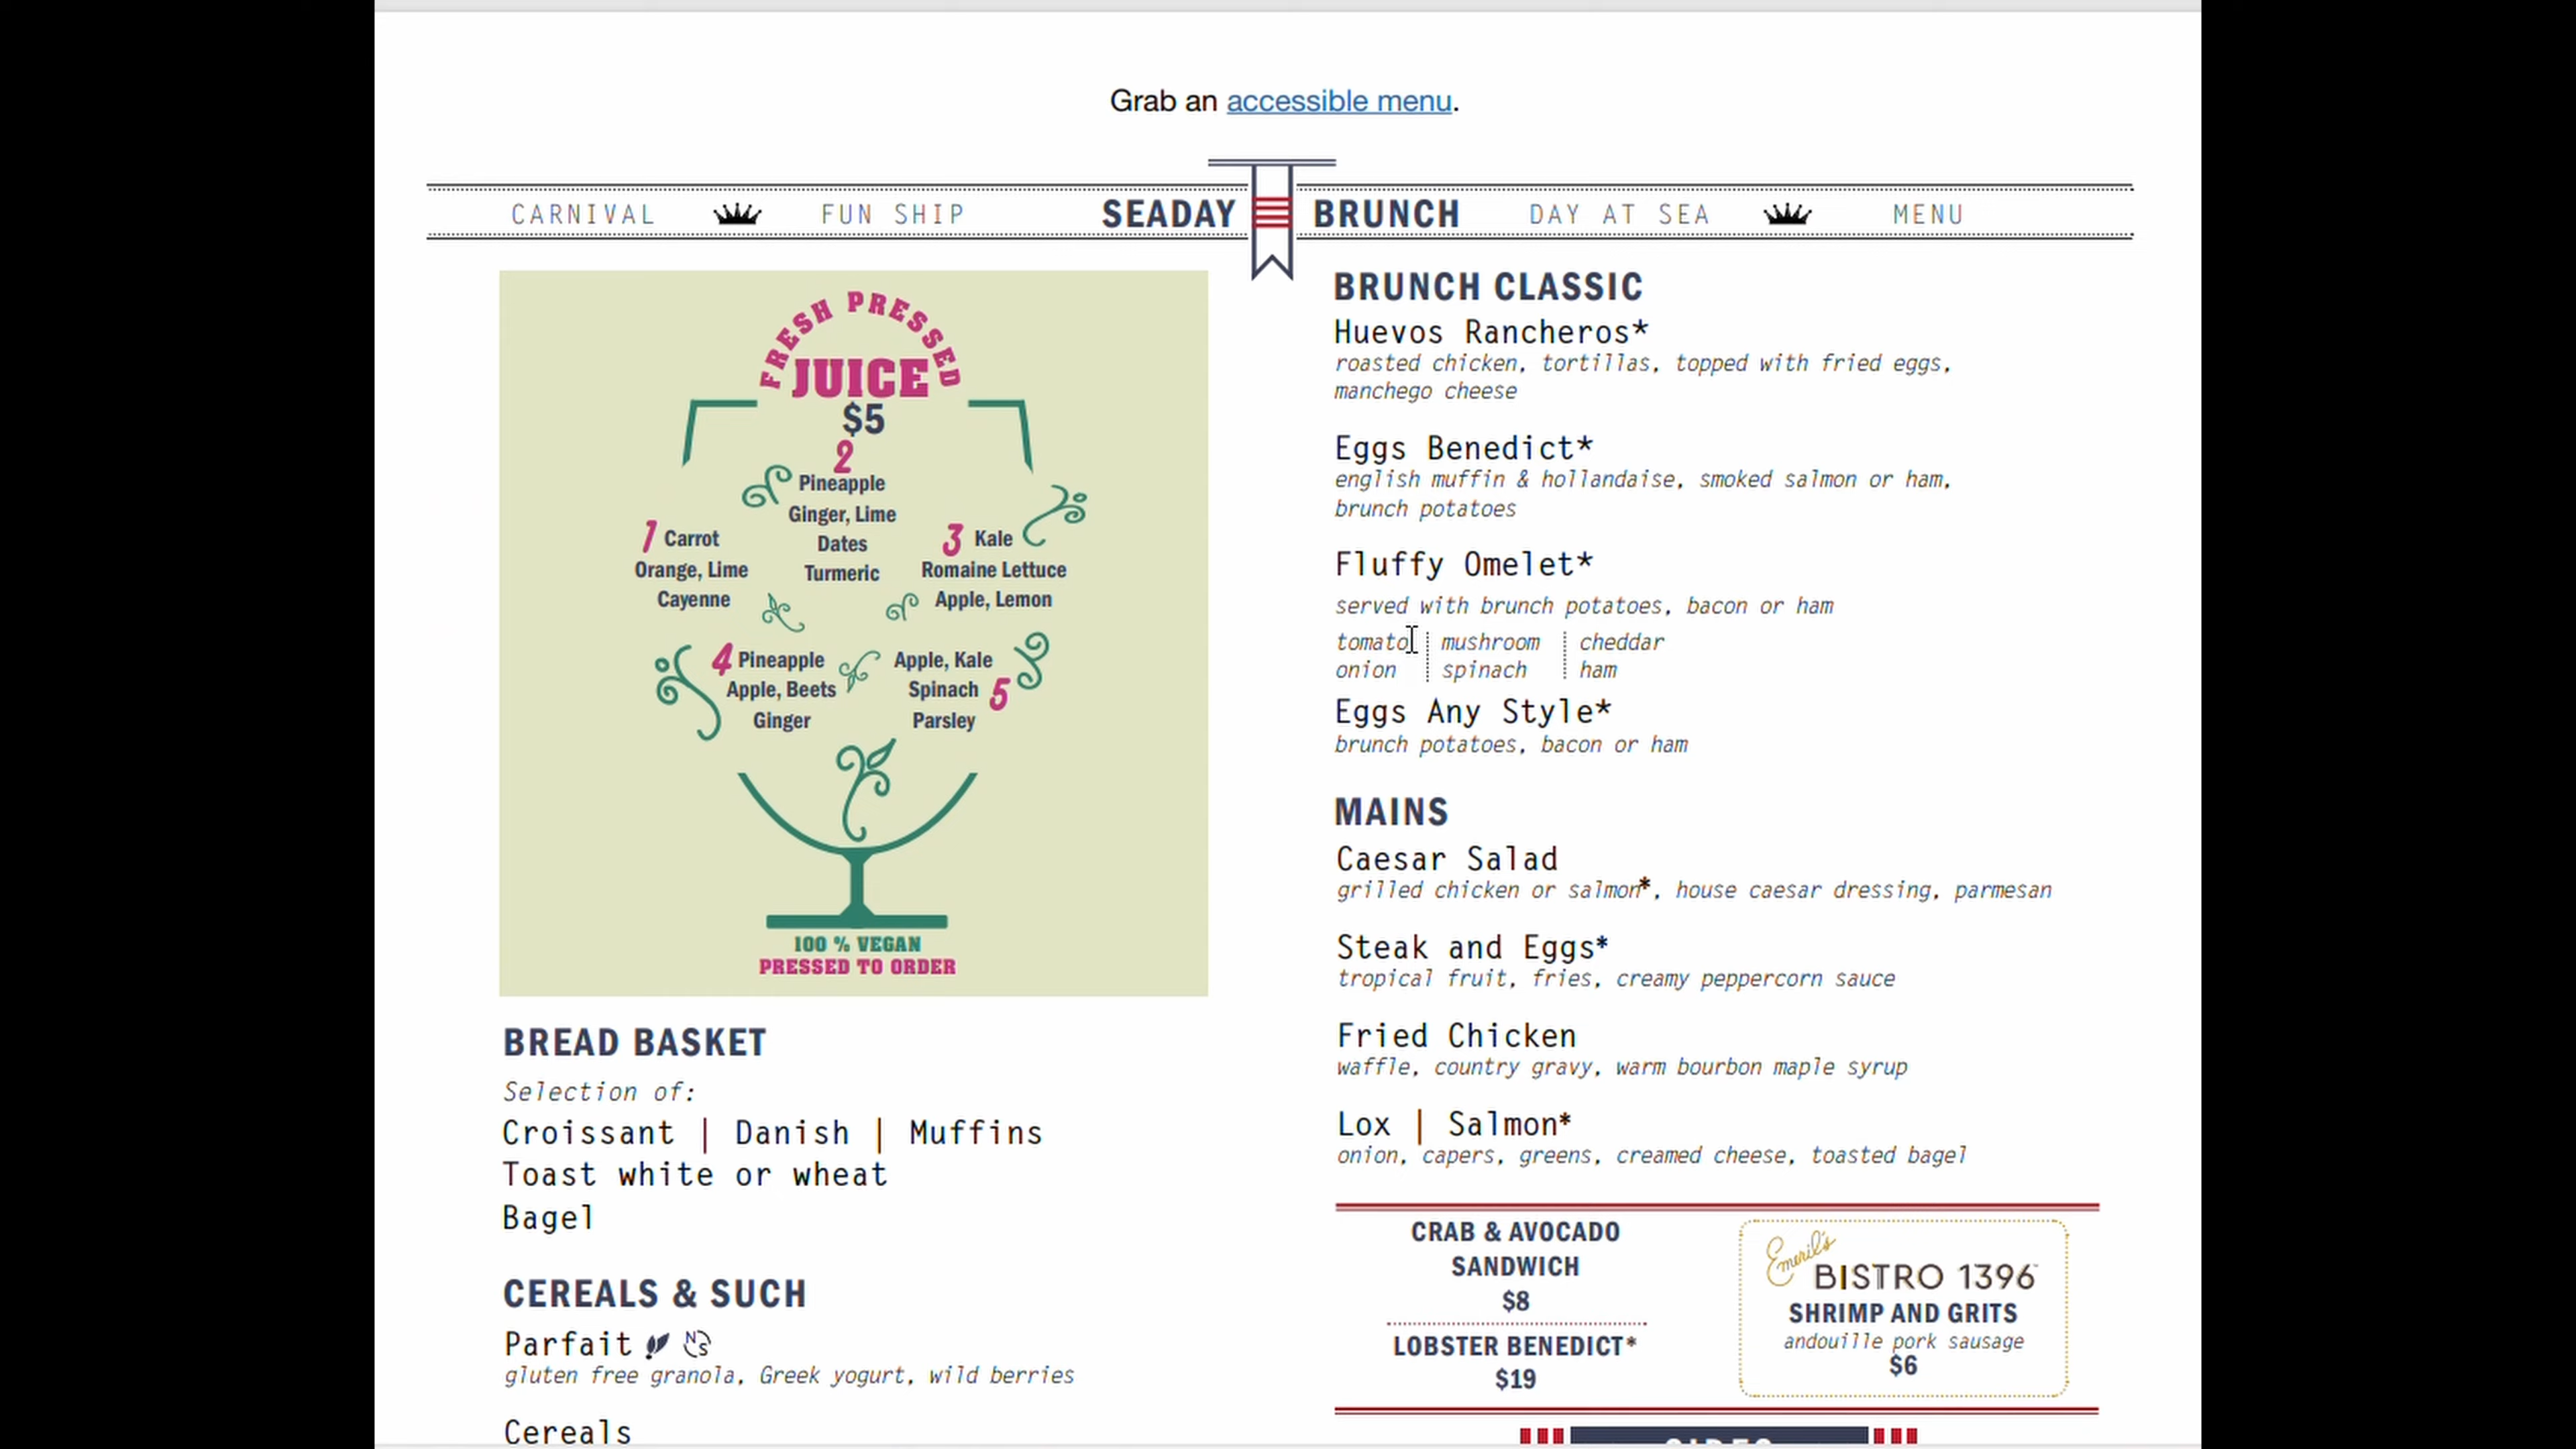 Grab an accessible menu.
CARNIVAL FUN SHIP SEADAY BRUNCH DAY AT SEA MENU
FRESH PRESSED
JUICE
$5
2
Pineapple
Ginger, Lime
Dates
Turmeric
1 Carrot
Orange, Lime
Cayenne
3 Kale
Romaine Lettuce
Apple, Lemon
4 Pineapple
Apple, Beets
Ginger
Apple, Kale
Spinach 5
Parsley
100 % VEGAN
PRESSED TO ORDER
BREAD BASKET
Selection of:
Croissant | Danish | Muffins
Toast white or wheat
Bagel
CEREALS & SUCH
Parfait N S
gluten free granola, Greek yogurt, wild berries
Cereals
BRUNCH CLASSIC
Huevos Rancheros*
roasted chicken, tortillas, topped with fried eggs,
manchego cheese
Eggs Benedict*
english muffin & hollandaise, smoked salmon or ham,
brunch potatoes
Fluffy Omelet*
served with brunch potatoes, bacon or ham
tomato mushroom cheddar
onion spinach ham
Eggs Any Style*
brunch potatoes, bacon or ham
MAINS
Caesar Salad
grilled chicken or salmon*, house caesar dressing, parmesan
Steak and Eggs*
tropical fruit, fries, creamy peppercorn sauce
Fried Chicken
waffle, country gravy, warm bourbon maple syrup
Lox | Salmon*
onion, capers, greens, creamed cheese, toasted bagel
CRAB & AVOCADO
SANDWICH
$8
LOBSTER BENEDICT*
$19
Emeril's
BISTRO 1396
SHRIMP AND GRITS
andouille pork sausage
$6